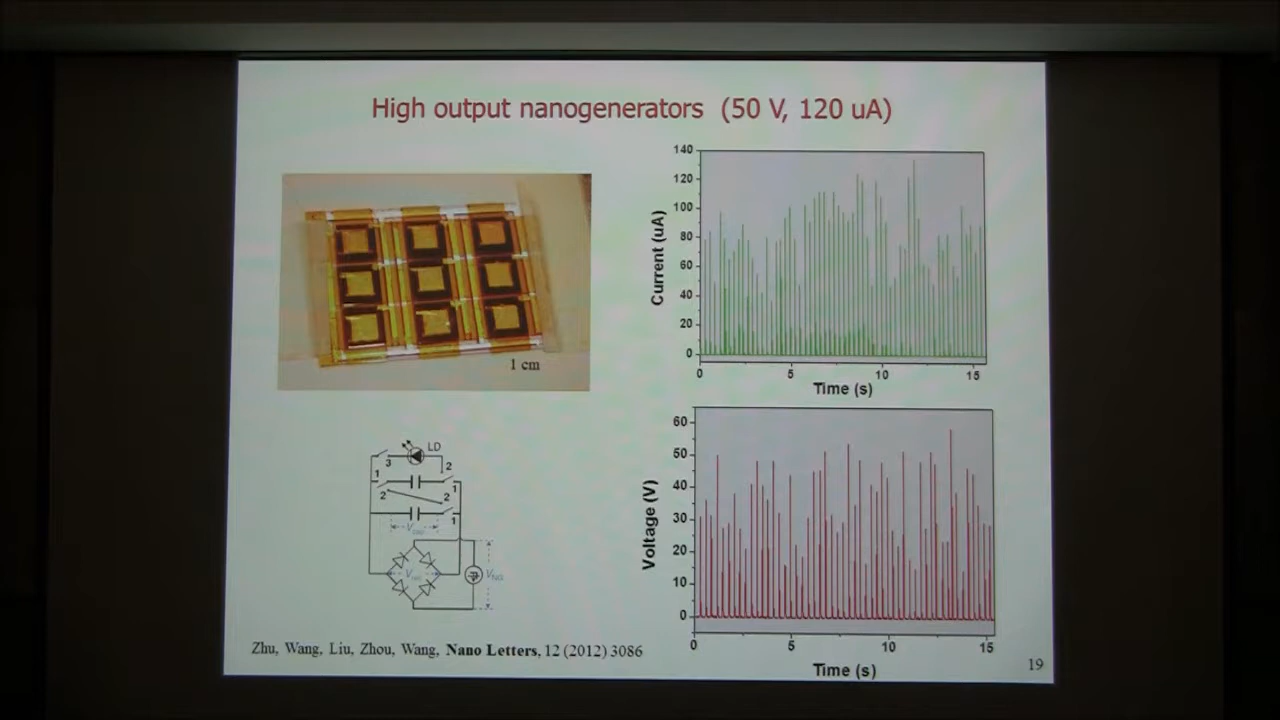 High output nanogenerators (50 V, 120 uA)
1 cm
140
120
100
80
60
40
20
0
Current (uA)
0 5 10 15
Time (s)
LD
3
1
2
2
1
2
1
60
50
40
30
20
10
0
Voltage (V)
0 5 10 15
Time (s)
Zhu, Wang, Liu, Zhou, Wang, Nano Letters, 12 (2012) 3086
19